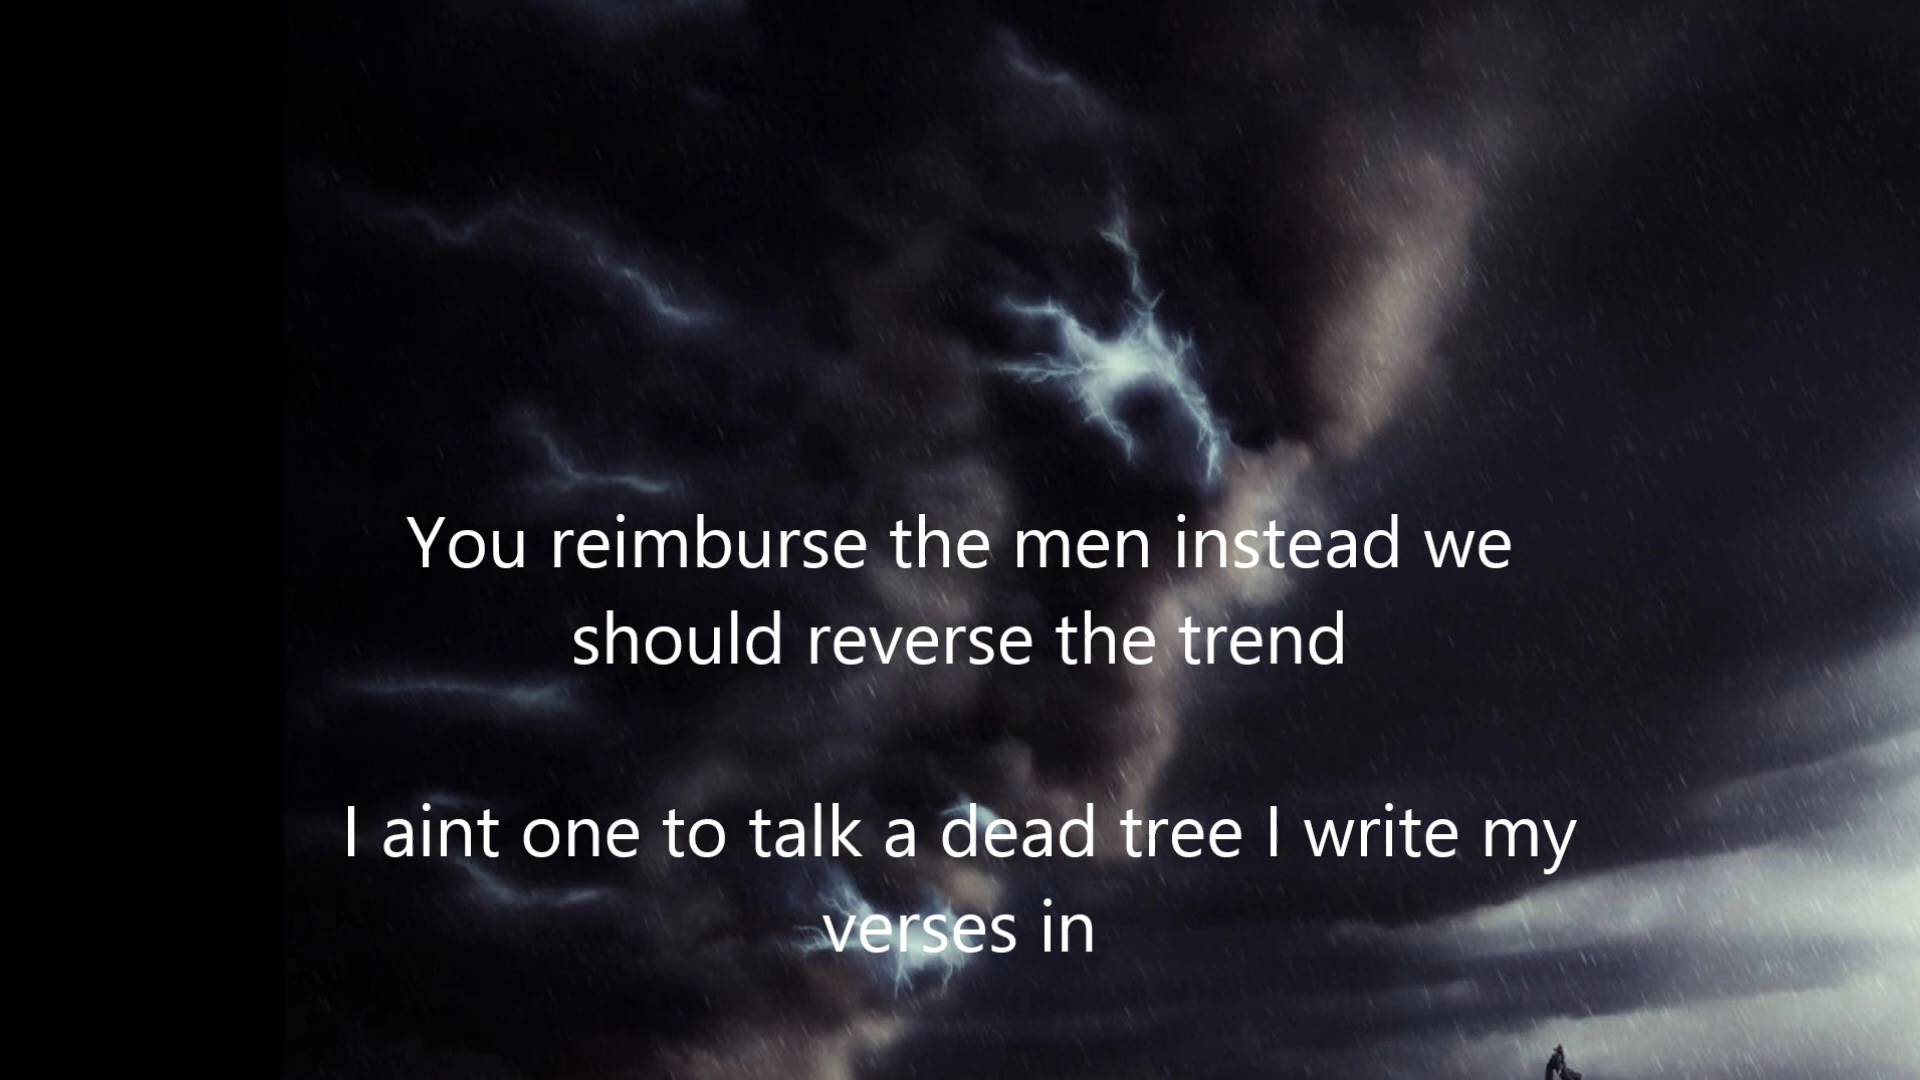 You reimburse the men instead we
should reverse the trend
I aint one to talk a dead tree I write my
verses in